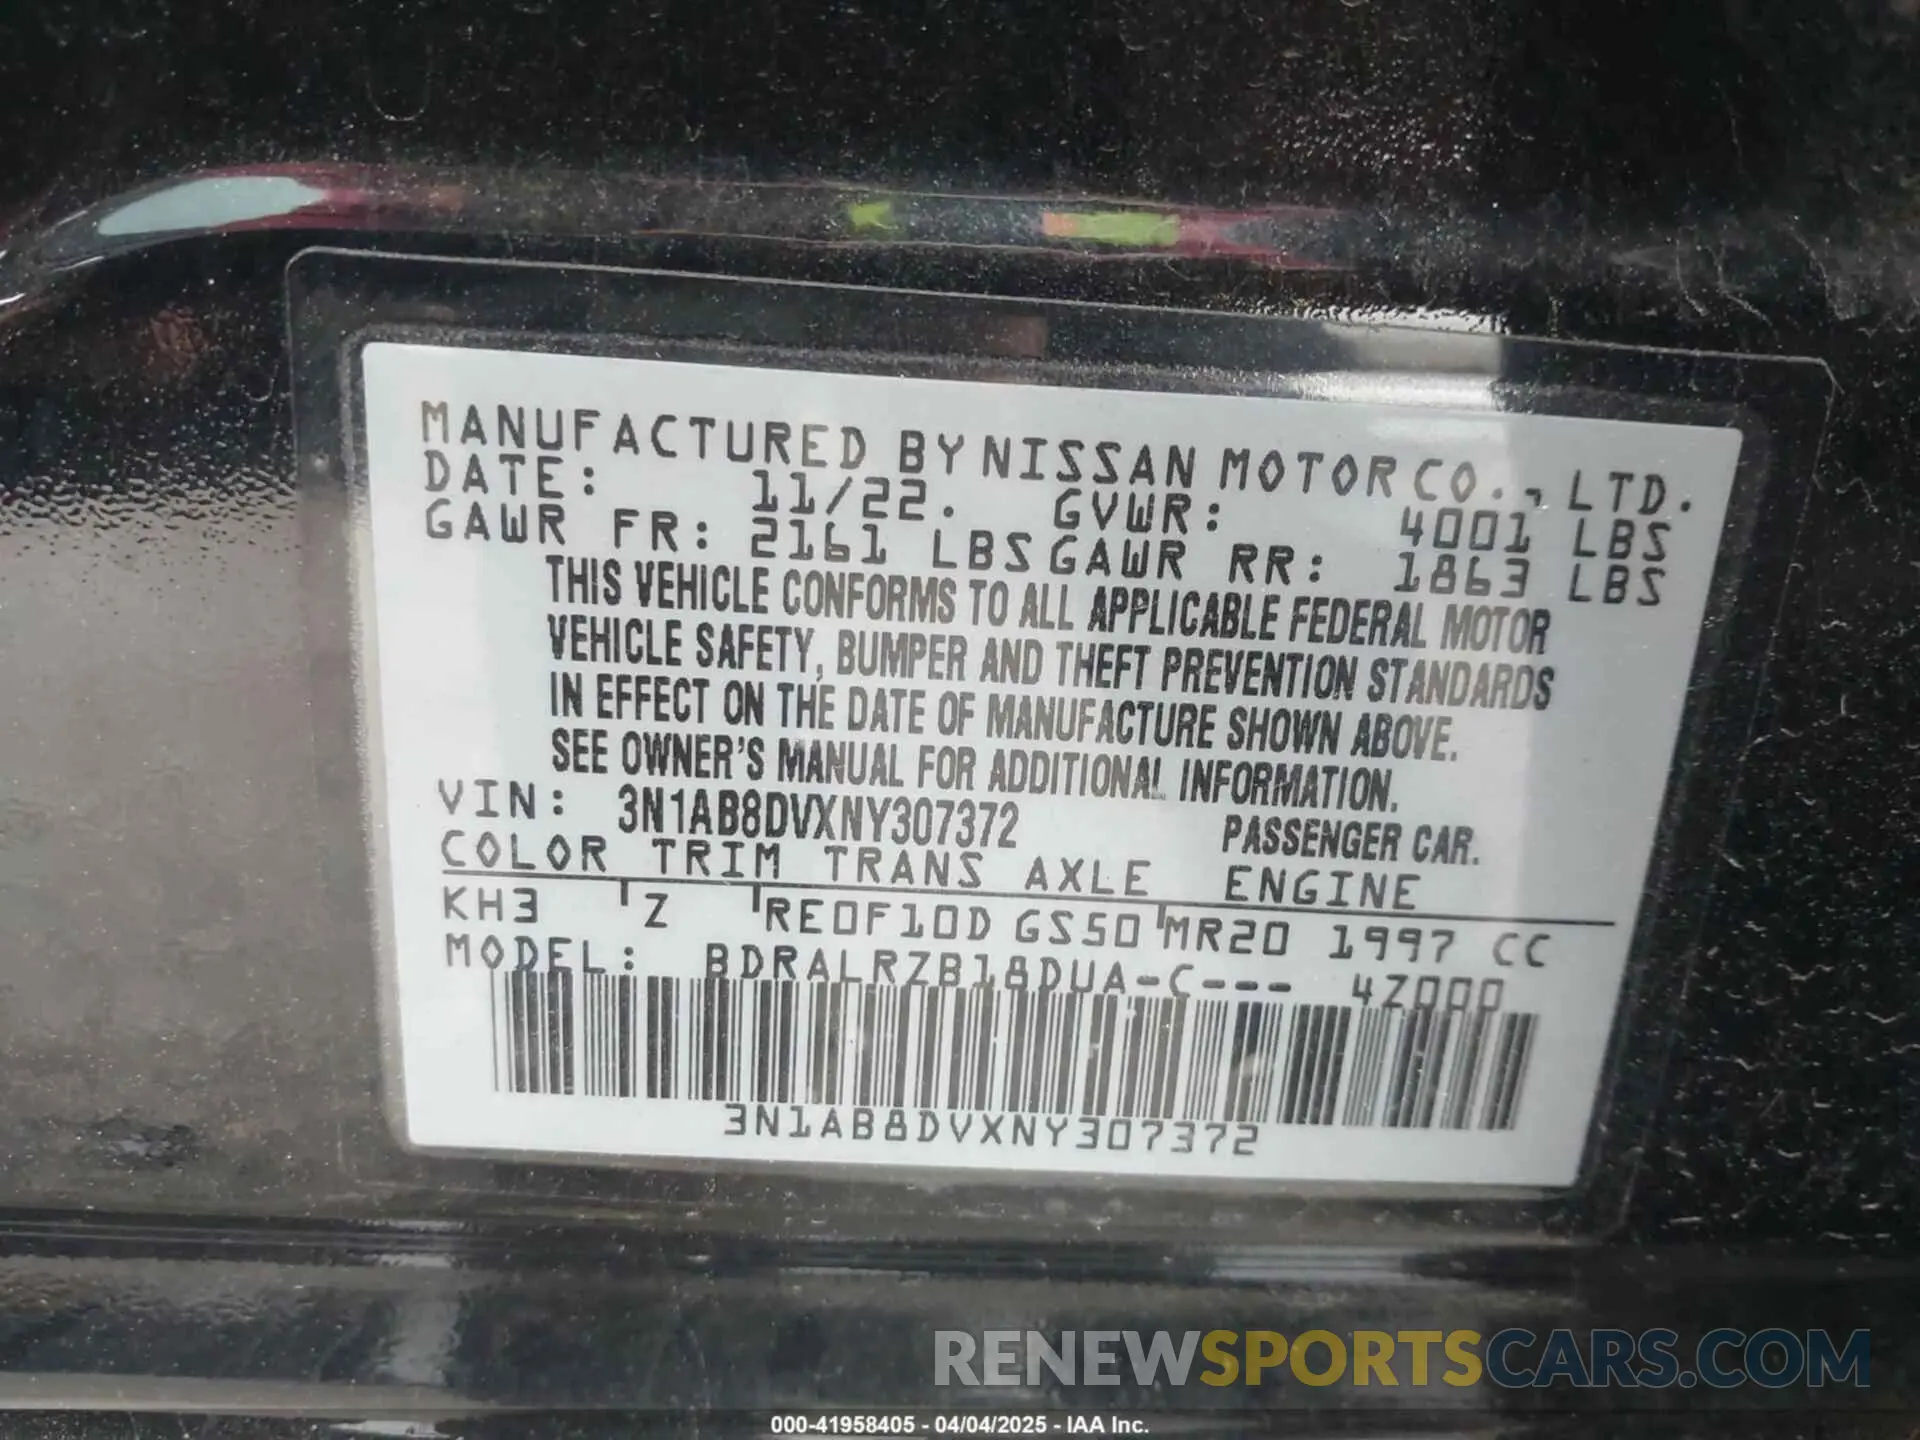 MANUFACTURED BY NISSAN MOTOR CO., LTD.
DATE: 11/22. GVWR: 4001 LBS
GAWR FR: 2161 LBS GAWR RR: 1863 LBS
THIS VEHICLE CONFORMS TO ALL APPLICABLE FEDERAL MOTOR
VEHICLE SAFETY, BUMPER AND THEFT PREVENTION STANDARDS
IN EFFECT ON THE DATE OF MANUFACTURE SHOWN ABOVE.
SEE OWNER'S MANUAL FOR ADDITIONAL INFORMATION.
VIN: 3N1AB8DVXNY307372 PASSENGER CAR.
COLOR TRIM TRANS AXLE ENGINE
KH3 Z RE0F10D GS50 MR20 1997 CC
MODEL: BDRALRZB18DUA-C--- 4Z000
3N1AB8DVXNY307372
RENEWSPORTSCARS.COM
000-41958405 - 04/04/2025 - IAA Inc.